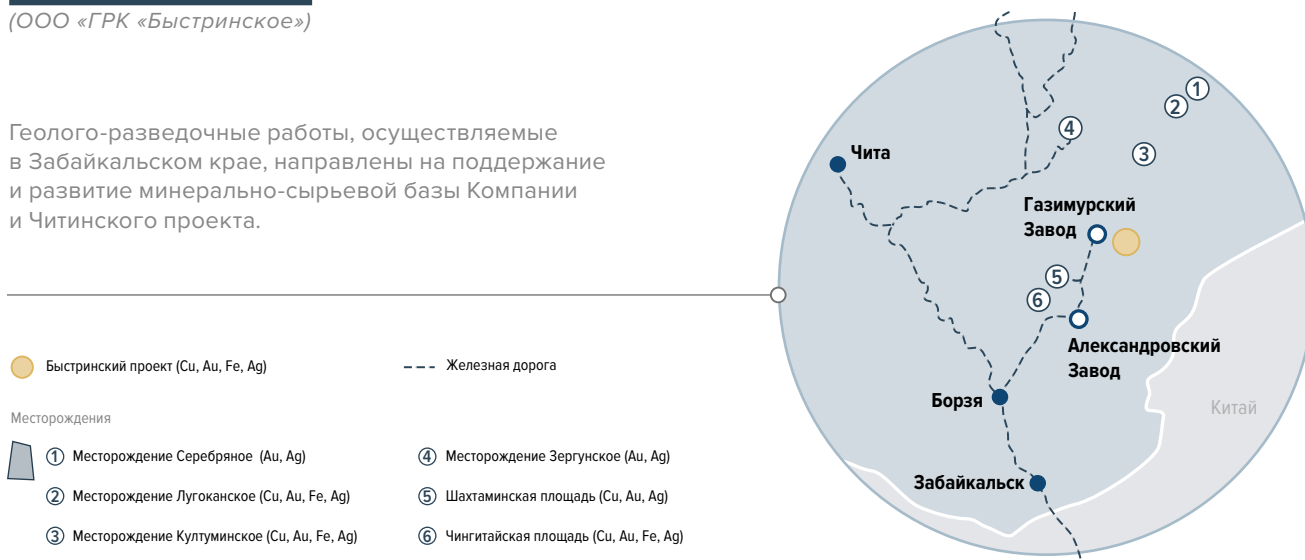 (ООО «ГРК «Быстринское»)
Геолого-разведочные работы, осуществляемые
в Забайкальском крае, направлены на поддержание
и развитие минерально-сырьевой базы Компании
и Читинского проекта.
Быстринский проект (Cu, Au, Fe, Ag)
Железная дорога
Месторождения
1 Месторождение Серебряное (Au, Ag)
2 Месторождение Лугоканское (Cu, Au, Fe, Ag)
3 Месторождение Култуминское (Cu, Au, Fe, Ag)
4 Месторождение Зергунское (Au, Ag)
5 Шахтаминская площадь (Cu, Au, Ag)
6 Чингитайская площадь (Cu, Au, Fe, Ag)
1
2
4
3
Чита
Газимурский
Завод
5
6
Александровский
Завод
Борзя
Китай
Забайкальск